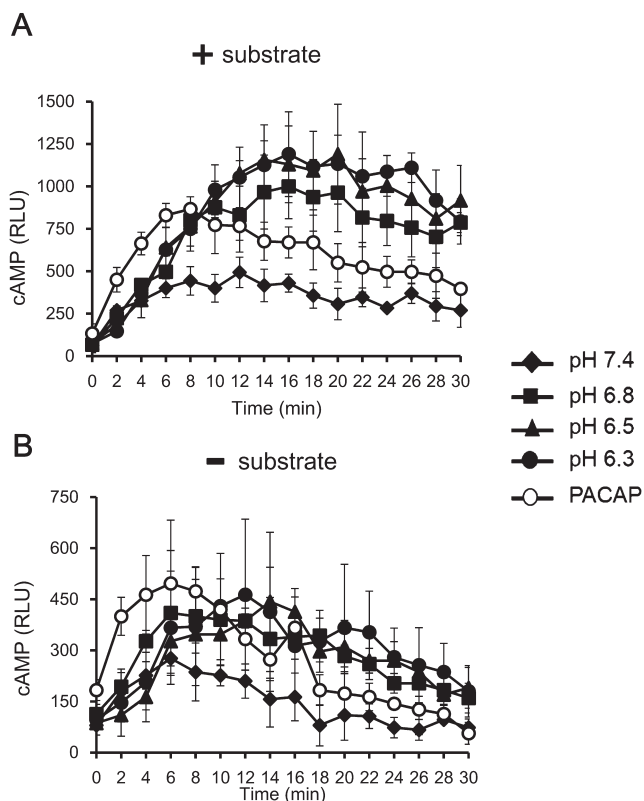 A
+ substrate
1500
1250
1000
750
500
250
0
cAMP (RLU)
0 2 4 6 8 10 12 14 16 18 20 22 24 26 28 30
Time (min)
pH 7.4
pH 6.8
pH 6.5
pH 6.3
PACAP
B
- substrate
750
600
450
300
150
0
cAMP (RLU)
0 2 4 6 8 10 12 14 16 18 20 22 24 26 28 30
Time (min)